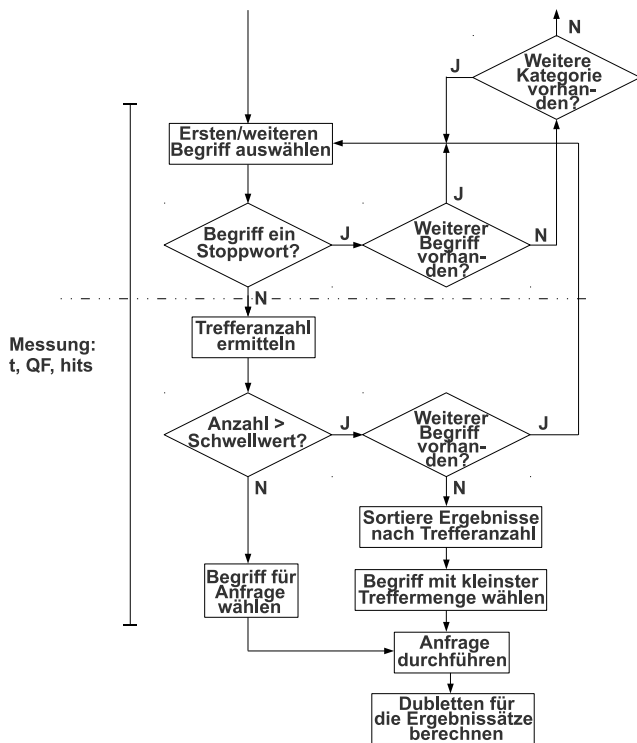 N
J
Weitere
Kategorie
vorhan-
den?
Ersten/weiteren
Begriff auswählen
J
Begriff ein
Stoppwort?
J
Weiterer
Begriff
vorhan-
den?
N
N
Messung:
t, QF, hits
Trefferanzahl
ermitteln
Anzahl >
Schwellwert?
J
Weiterer
Begriff
vorhan-
den?
J
N
N
Sortiere Ergebnisse
nach Trefferanzahl
Begriff für
Anfrage
wählen
Begriff mit kleinster
Treffermenge wählen
Anfrage
durchführen
Dubletten für
die Ergebnissätze
berechnen